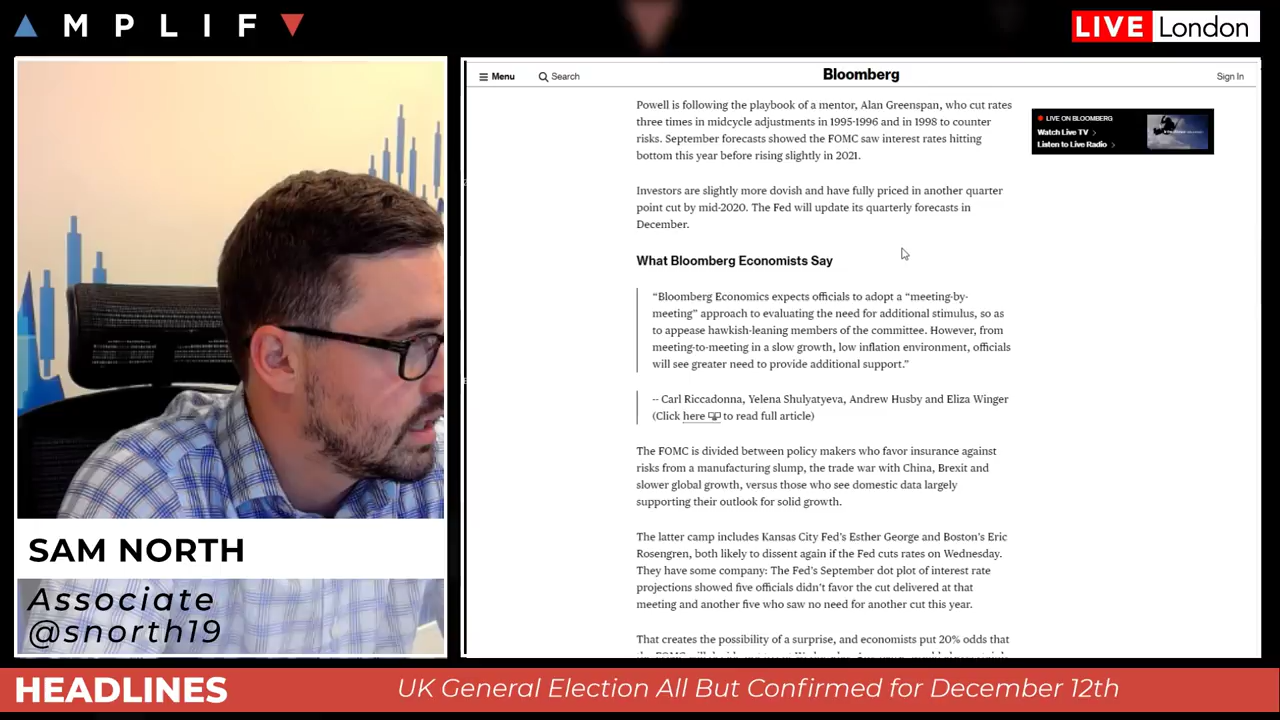 MPLIF
LIVE London
Menu
Search
Bloomberg
Sign In
Powell is following the playbook of a mentor, Alan Greenspan, who cut rates
three times in midcycle adjustments in 1995-1996 and in 1998 to counter
risks. September forecasts showed the FOMC saw interest rates hitting
bottom this year before rising slightly in 2021.
LIVE ON BLOOMBERG
Watch Live TV >
Listen to Live Radio >
Investors are slightly more dovish and have fully priced in another quarter
point cut by mid-2020. The Fed will update its quarterly forecasts in
December.
What Bloomberg Economists Say
“Bloomberg Economics expects officials to adopt a “meeting-by-
meeting” approach to evaluating the need for additional stimulus, so as
to appease hawkish-leaning members of the committee. However, from
meeting-to-meeting in a slow growth, low inflation environment, officials
will see greater need to provide additional support.”
-- Carl Riccadonna, Yelena Shulyatyeva, Andrew Husby and Eliza Winger
(Click here to read full article)
The FOMC is divided between policy makers who favor insurance against
risks from a manufacturing slump, the trade war with China, Brexit and
slower global growth, versus those who see domestic data largely
supporting their outlook for solid growth.
The latter camp includes Kansas City Fed’s Esther George and Boston’s Eric
Rosengren, both likely to dissent again if the Fed cuts rates on Wednesday.
They have some company: The Fed’s September dot plot of interest rate
projections showed five officials didn’t favor the cut delivered at that
meeting and another five who saw no need for another cut this year.
That creates the possibility of a surprise, and economists put 20% odds that
SAM NORTH
Associate
@snorth19
HEADLINES
UK General Election All But Confirmed for December 12th